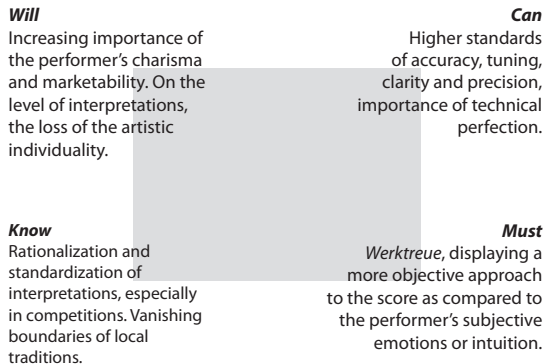 Will
Increasing importance of
the performer’s charisma
and marketability. On the
level of interpretations,
the loss of the artistic
individuality.
Can
Higher standards
of accuracy, tuning,
clarity and precision,
importance of technical
perfection.
Know
Rationalization and
standardization of
interpretations, especially
in competitions. Vanishing
boundaries of local
traditions.
Must
Werktreue, displaying a
more objective approach
to the score as compared to
the performer’s subjective
emotions or intuition.